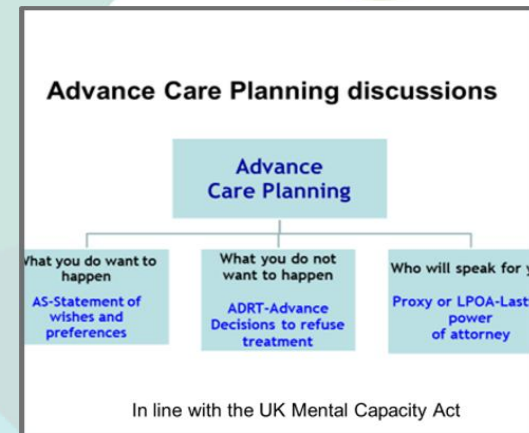 Advance Care Planning discussions
Advance
Care Planning
What you do want to
happen
AS-Statement of
wishes and
preferences
What you do not
want to happen
ADRT-Advance
Decisions to refuse
treatment
Who will speak for
Proxy or LPOA-Last
power
of attorney
In line with the UK Mental Capacity Act